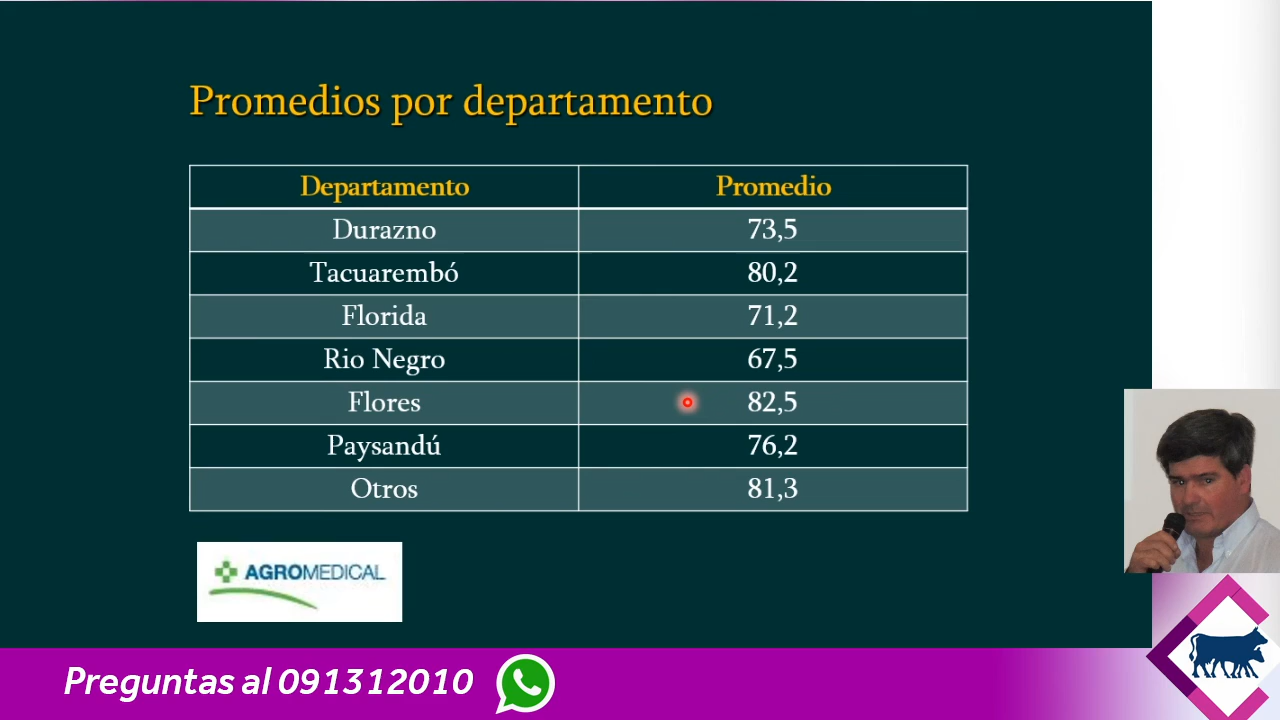 Promedios por departamento
Departamento Promedio
Durazno 73,5
Tacuarembó 80,2
Florida 71,2
Rio Negro 67,5
Flores 82,5
Paysandú 76,2
Otros 81,3
AGROMEDICAL
Preguntas al 091312010